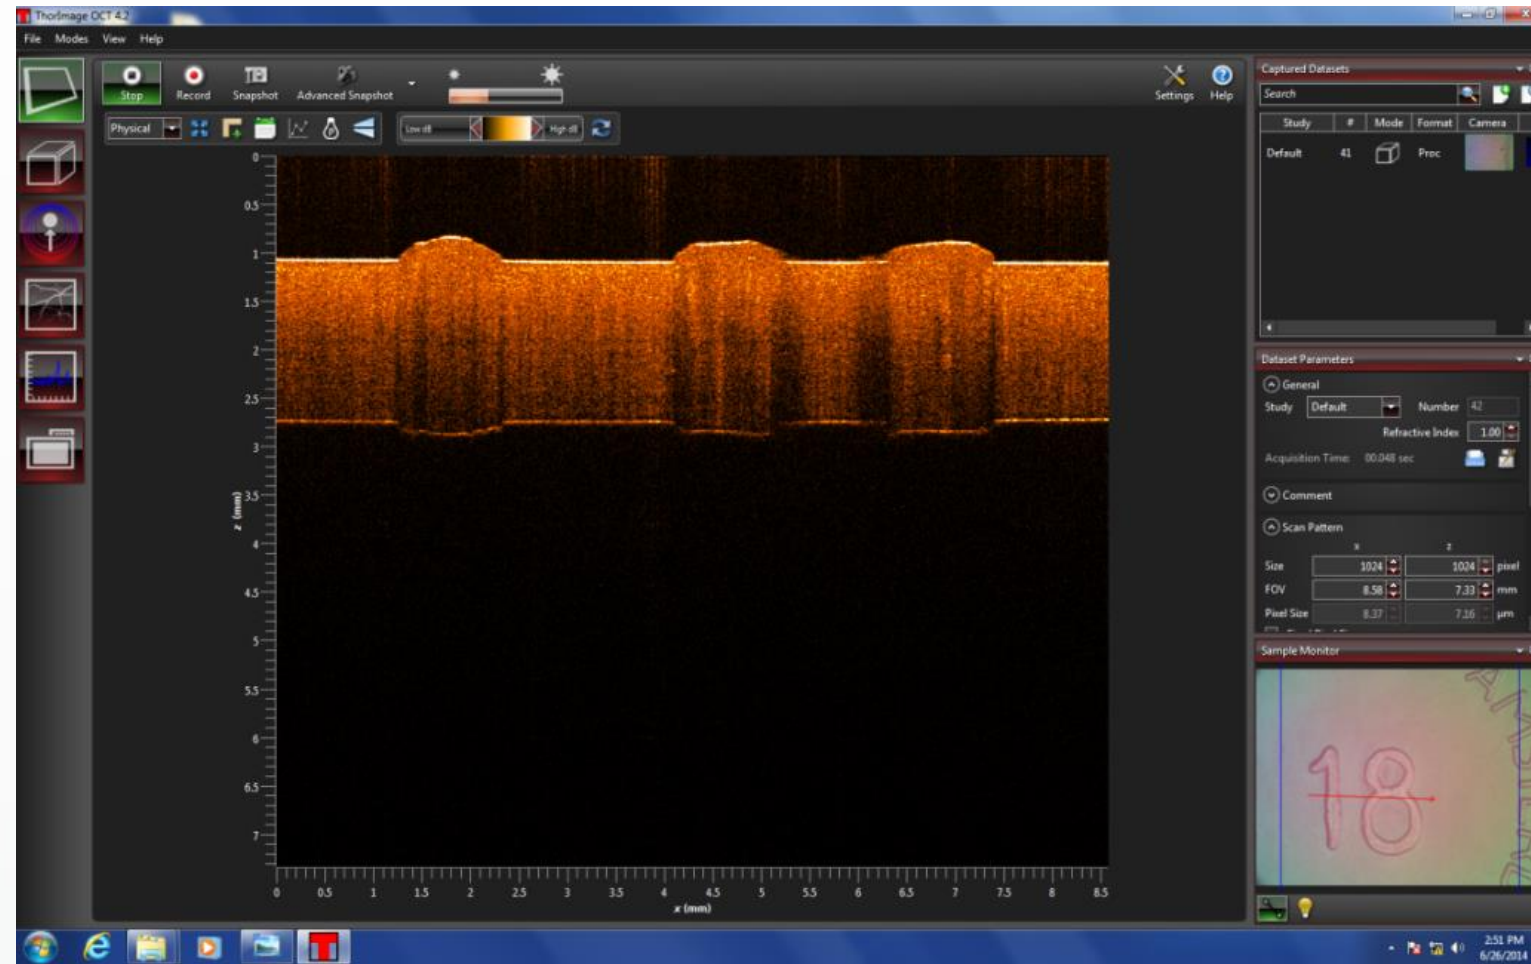 ThorImage OCT 4.2
File Modes View Help
Stop Record Snapshot Advanced Snapshot Settings Help
Physical Low dB High dB
0
0.5
1
1.5
2
2.5
3
3.5
4
4.5
5
5.5
6
6.5
7
z (mm)
0 0.5 1 1.5 2 2.5 3 3.5 4 4.5 5 5.5 6 6.5 7 7.5 8 8.5
x (mm)
Captured Datasets
Search
Study # Mode Format Camera
Default 41 Proc
Dataset Parameters
General
Study Default Number 42
Refractive Index 1.00
Acquisition Time: 00.048 sec
Comment
Scan Pattern
x z
Size 1024 1024 pixel
FOV 8.58 7.33 mm
Pixel Size 8.37 7.16 µm
Sample Monitor
18
2:51 PM
6/26/2014